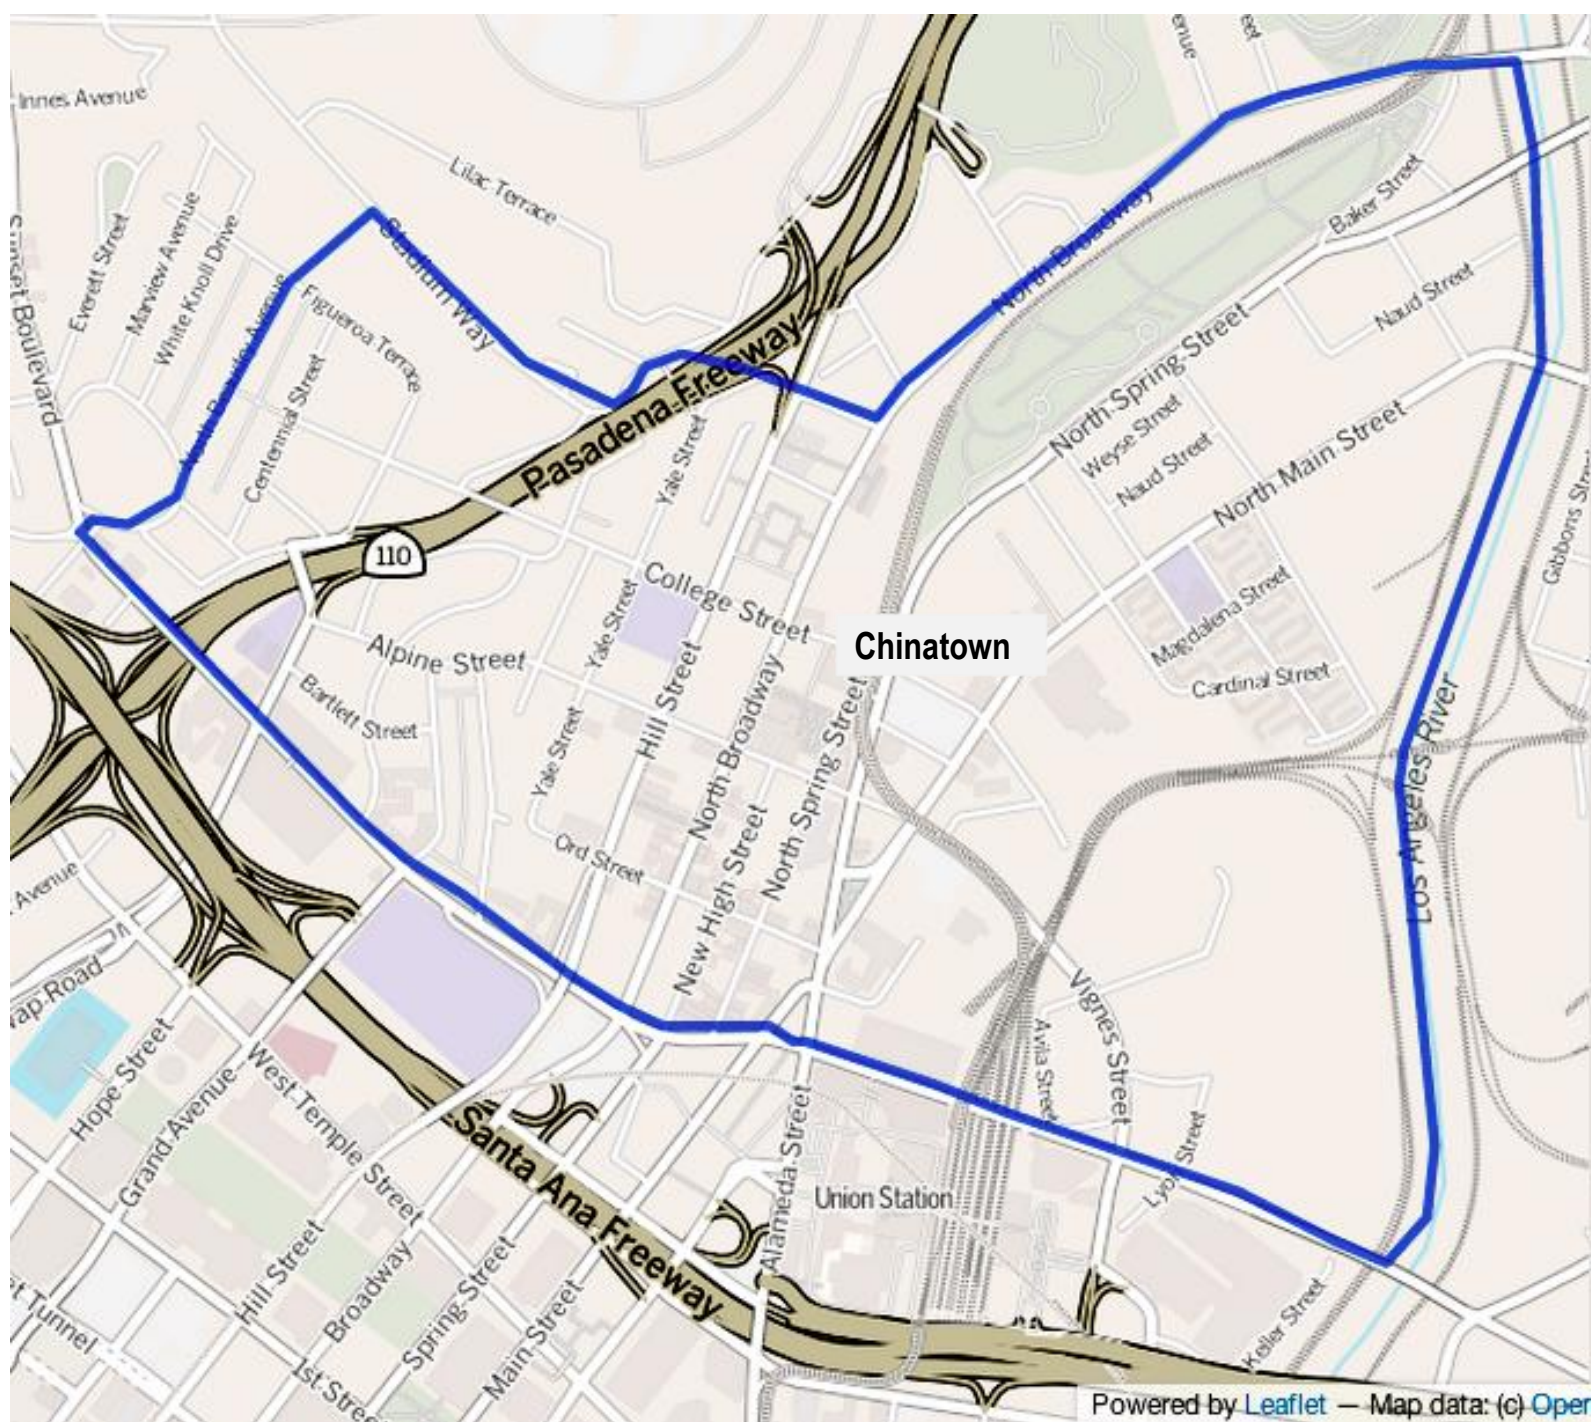 Innes Avenue
Lilac Terrace
Everett Street
Marview Avenue
White Knoll Drive
Stadium Way
Figueroa Terrace
Centennial Street
Boulevard
North Broadway
Baker Street
Naud Street
North Spring Street
Weyse Street
Naud Street
North Main Street
Pasadena Freeway
Yale Street
110
College Street
Yale Street
Chinatown
Magdalena Street
Cardinal Street
Gibbons
Alpine Street
Bartlett Street
Hill Street
Yale Street
North Broadway
North Spring Street
New High Street
Ord Street
Los Angeles River
Avenue
Vignes Street
Avila Street
Lyon Street
Hope Street
Grand Avenue
West Temple Street
Santa Ana Freeway
Alameda Street
Union Station
Hill Street
Broadway
Spring Street
Main Street
Tunnel
Keller Street
Powered by Leaflet — Map data: (c) Oper